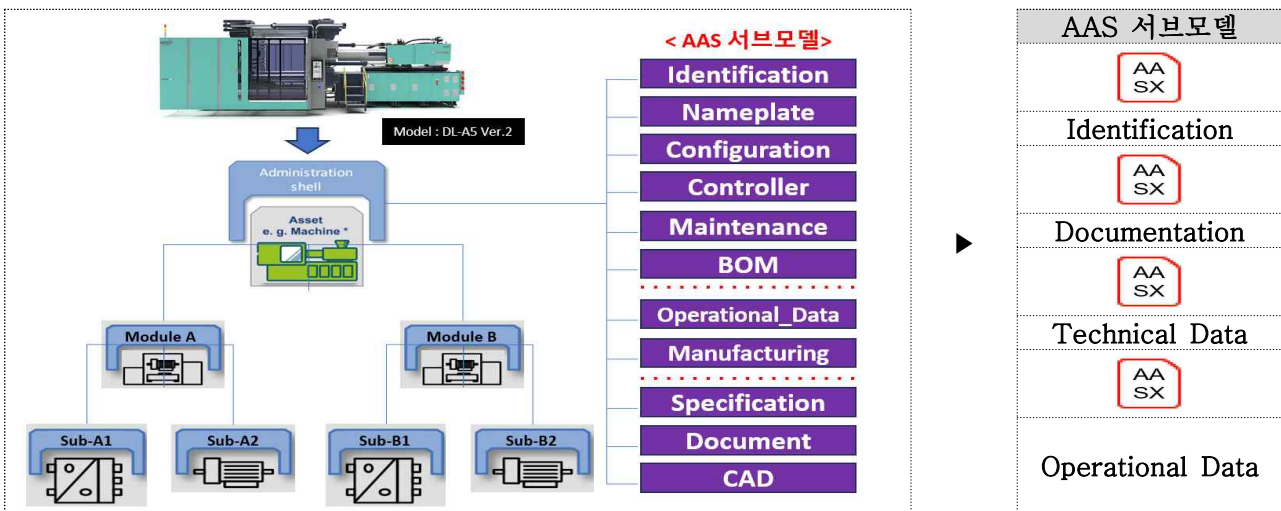 Model : DL-A5 Ver.2
Administration
shell
Asset
e. g. Machine *
Module A
Module B
Sub-A1
Sub-A2
Sub-B1
Sub-B2
< AAS 서브모델>
Identification
Nameplate
Configuration
Controller
Maintenance
BOM
Operational_Data
Manufacturing
Specification
Document
CAD
▶
AAS 서브모델
AA
SX
Identification
AA
SX
Documentation
AA
SX
Technical Data
AA
SX
Operational Data